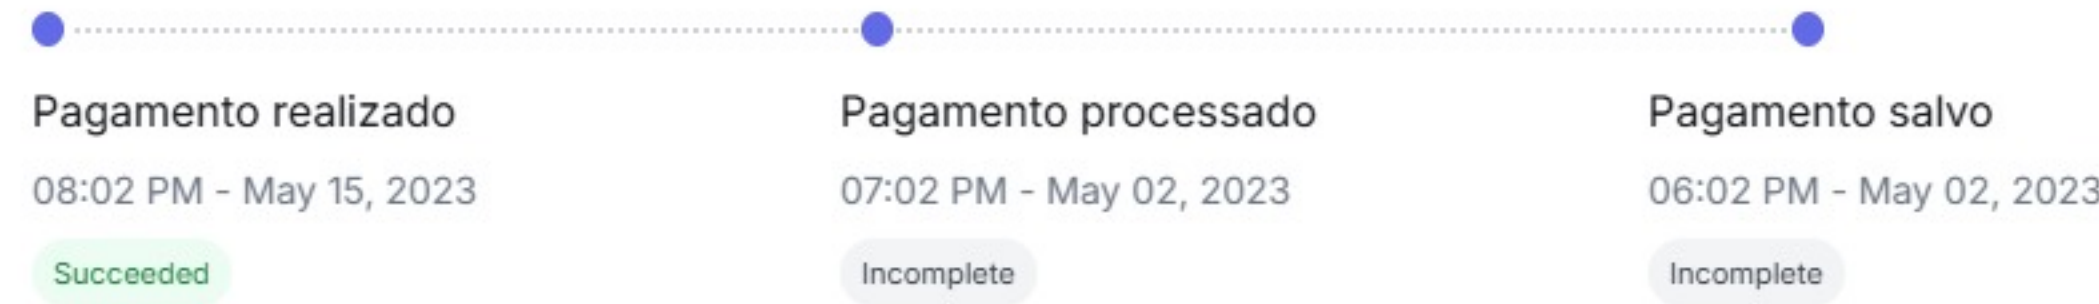 Pagamento realizado
08:02 PM - May 15, 2023
Succeeded
Pagamento processado
07:02 PM - May 02, 2023
Incomplete
Pagamento salvo
06:02 PM - May 02, 2023
Incomplete